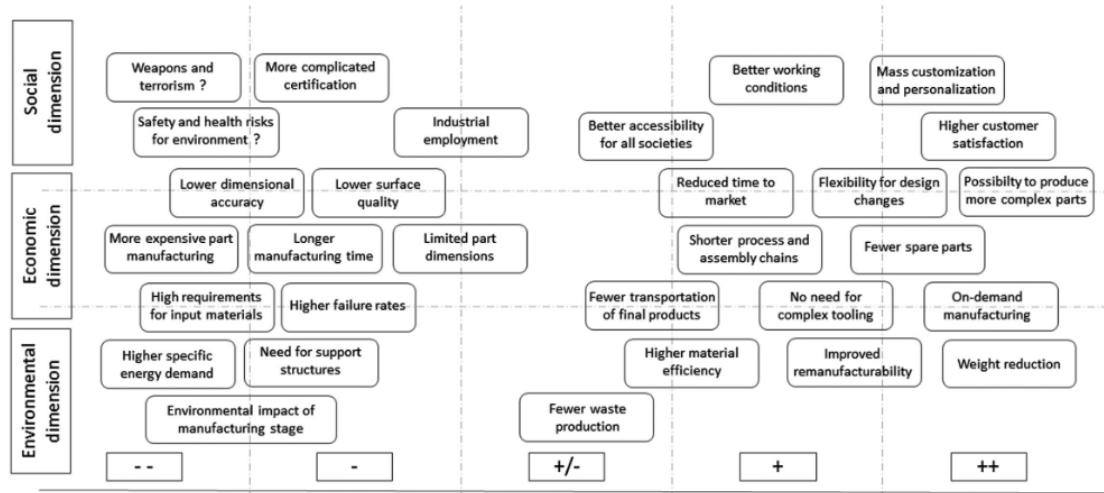 Social
dimension
Weapons and
terrorism ?
More complicated
certification
Better working
conditions
Mass customization
and personalization
Safety and health risks
for environment ?
Industrial
employment
Better accessibility
for all societies
Higher customer
satisfaction
Economic
dimension
Lower dimensional
accuracy
Lower surface
quality
Reduced time to
market
Flexibility for design
changes
Possibilty to produce
more complex parts
More expensive part
manufacturing
Longer
manufacturing time
Limited part
dimensions
Shorter process and
assembly chains
Fewer spare parts
High requirements
for input materials
Higher failure rates
Fewer transportation
of final products
No need for
complex tooling
On-demand
manufacturing
Environmental
dimension
Higher specific
energy demand
Need for support
structures
Higher material
efficiency
Improved
remanufacturability
Weight reduction
Environmental impact of
manufacturing stage
Fewer waste
production
- -
-
+/-
+
++